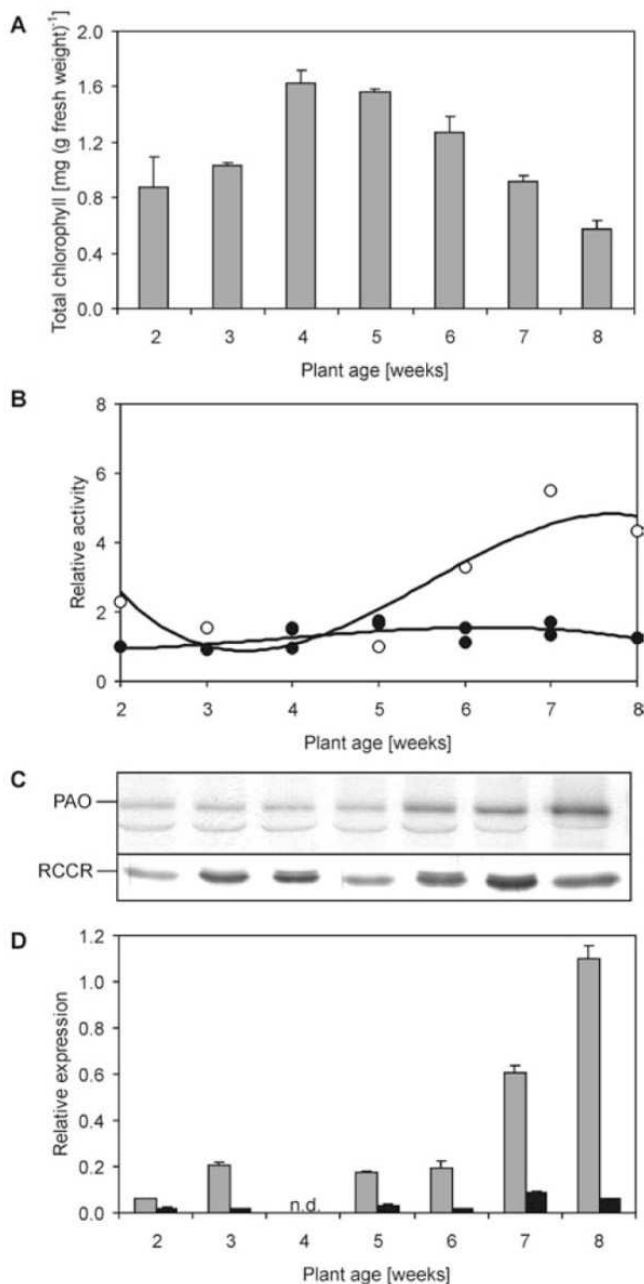 A
Total chlorophyll [mg (g fresh weight)⁻¹
2.0
1.6
1.2
0.8
0.4
0.0
2 3 4 5 6 7 8
Plant age [weeks]
B
Relative activity
8
6
4
2
0
2 3 4 5 6 7 8
Plant age [weeks]
C
PAO
RCCR
D
Relative expression
1.2
1.0
0.8
0.6
0.4
0.2
0.0
n.d.
2 3 4 5 6 7 8
Plant age [weeks]